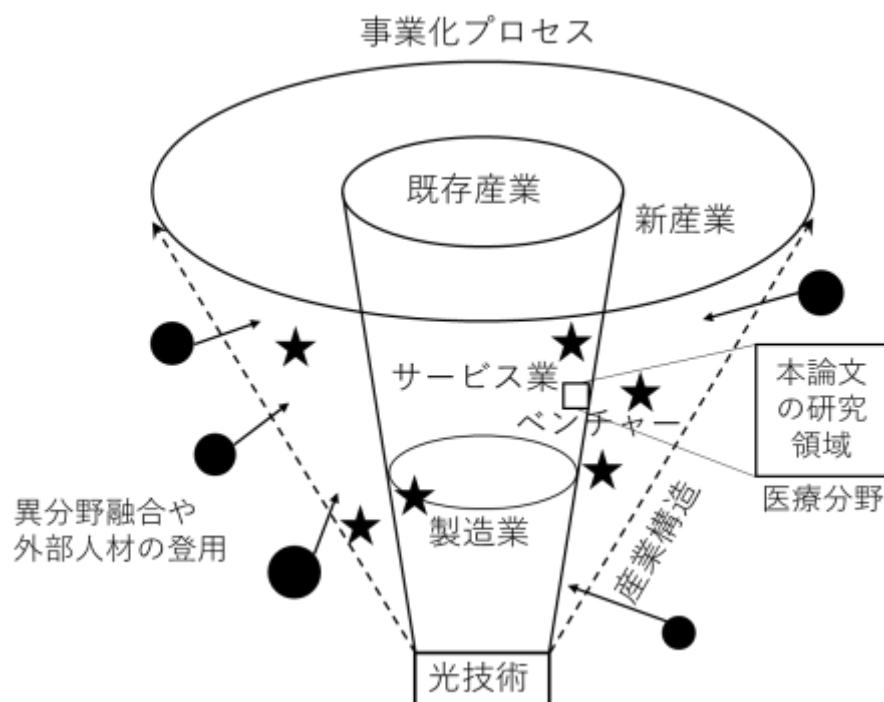 事業化プロセス
既存産業
新産業
サービス業
ベンチャー
本論文
の研究
領域
医療分野
異分野融合や
外部人材の登用
製造業
産業構造
光技術